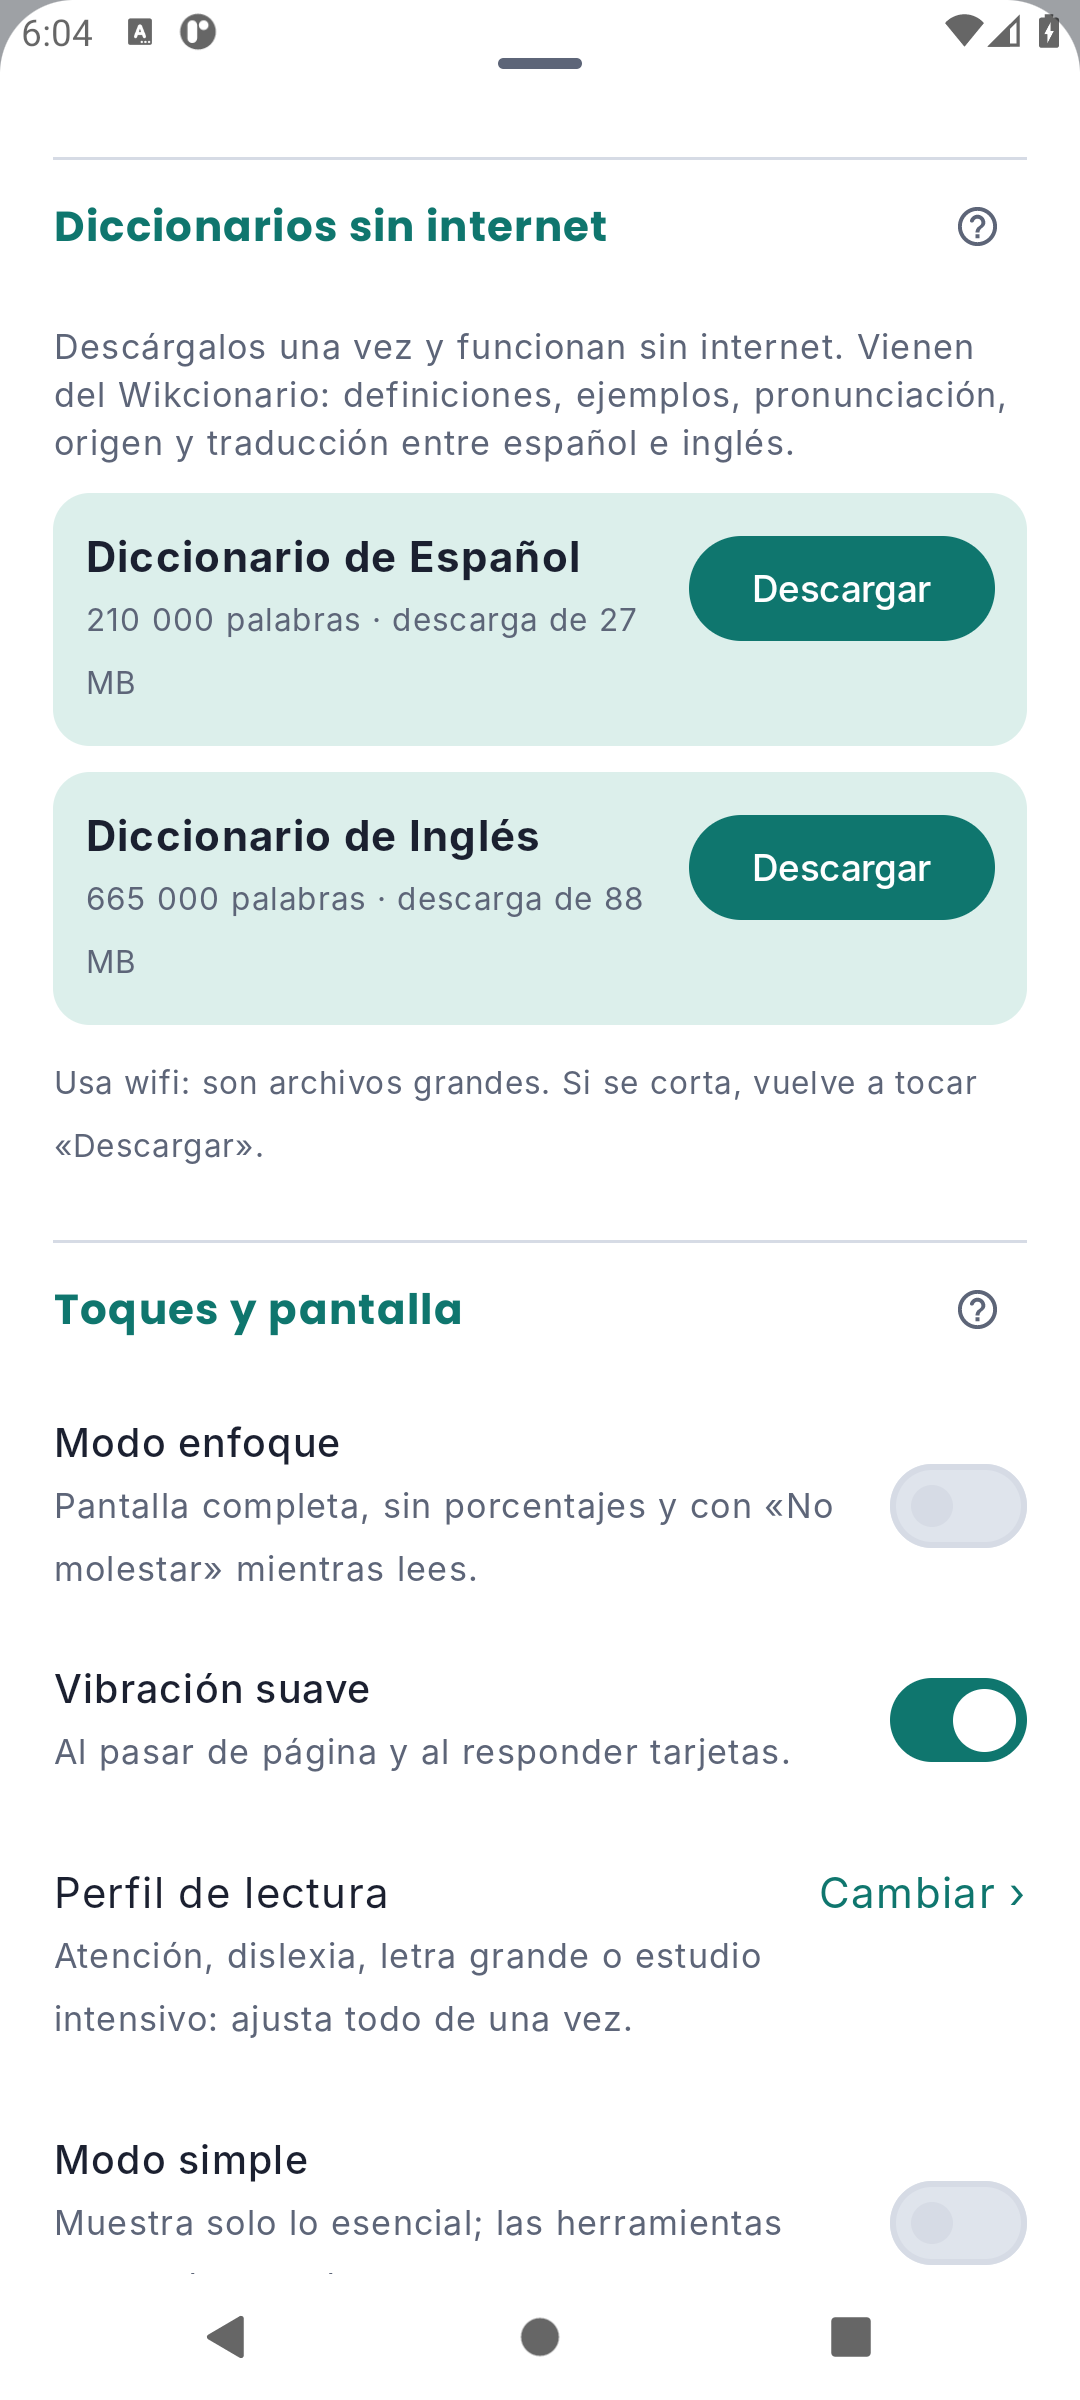 6:04
Diccionarios sin internet
Descárgalos una vez y funcionan sin internet. Vienen
del Wikcionario: definiciones, ejemplos, pronunciación,
origen y traducción entre español e inglés.
Diccionario de Español
210 000 palabras · descarga de 27
MB
Descargar
Diccionario de Inglés
665 000 palabras · descarga de 88
MB
Descargar
Usa wifi: son archivos grandes. Si se corta, vuelve a tocar
«Descargar».
Toques y pantalla
Modo enfoque
Pantalla completa, sin porcentajes y con «No
molestar» mientras lees.
Vibración suave
Al pasar de página y al responder tarjetas.
Perfil de lectura
Cambiar ›
Atención, dislexia, letra grande o estudio
intensivo: ajusta todo de una vez.
Modo simple
Muestra solo lo esencial; las herramientas